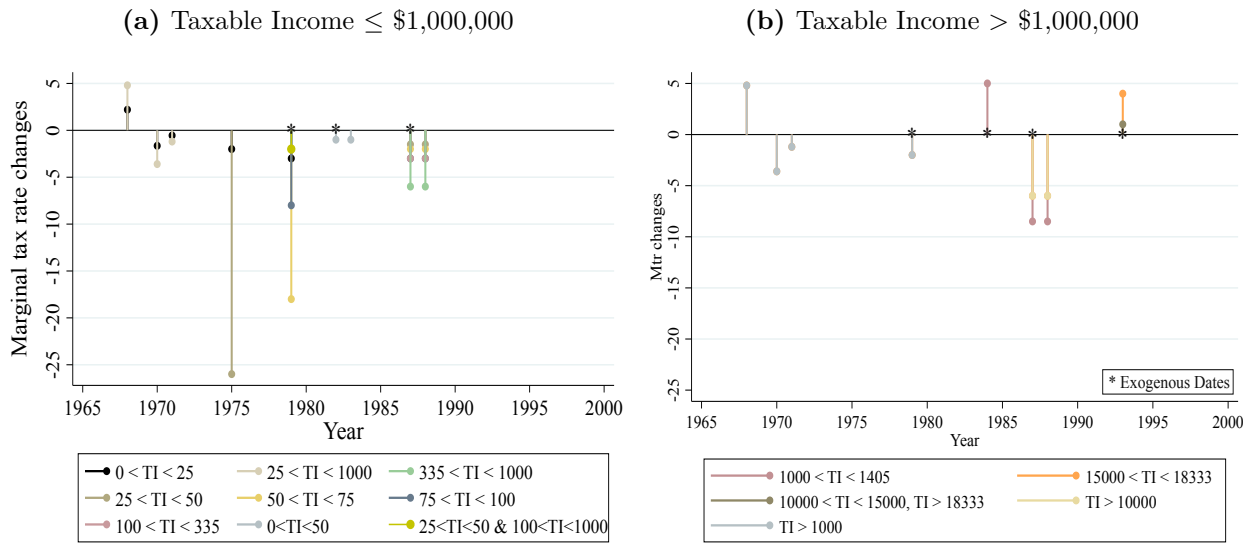 (a) Taxable Income ≤ $1,000,000
Marginal tax rate changes
5
0
-5
-10
-15
-20
-25
1965 1970 1975 1980 1985 1990 1995 2000
Year
0 < TI < 25 25 < TI < 1000 335 < TI < 1000
25 < TI < 50 50 < TI < 75 75 < TI < 100
100 < TI < 335 0<TI<50 25<TI<50 & 100<TI<1000
(b) Taxable Income > $1,000,000
Mtr changes
5
0
-5
-10
-15
-20
-25
* Exogenous Dates
1965 1970 1975 1980 1985 1990 1995 2000
Year
1000 < TI < 1405 15000 < TI < 18333
10000 < TI < 15000, TI > 18333 TI > 10000
TI > 1000